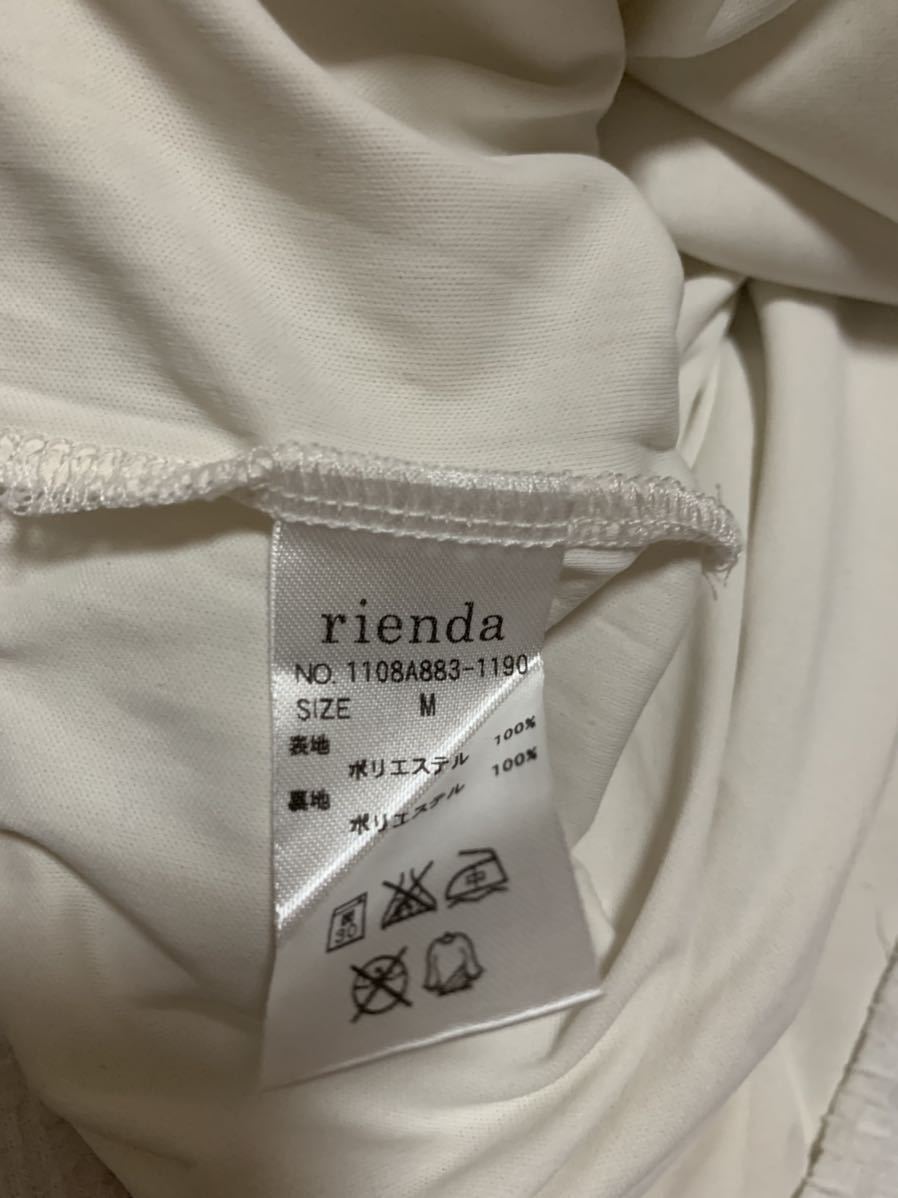 rienda
NO. 1108A883-1190
SIZE M
表地
ポリエステル 100%
裏地
ポリエステル 100%
中
30